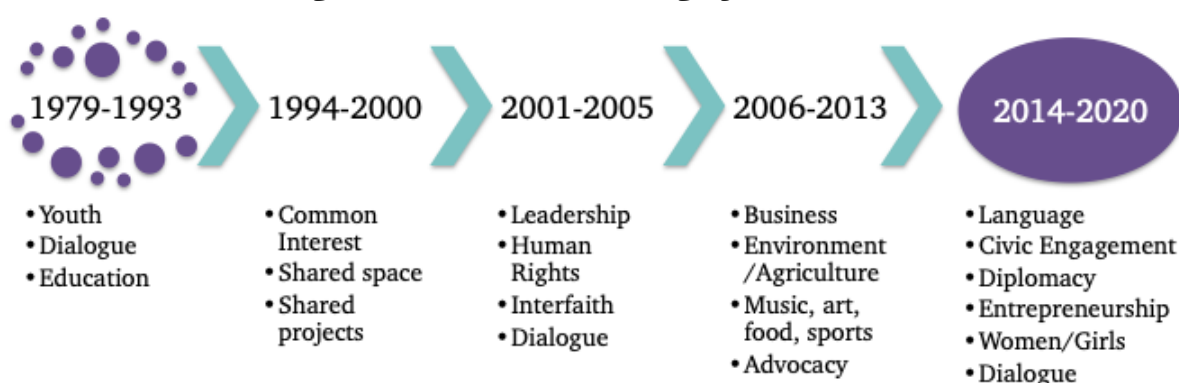 1979-1993
1994-2000
2001-2005
2006-2013
2014-2020
• Youth
• Dialogue
• Education
• Common
Interest
• Shared space
• Shared
projects
• Leadership
• Human
Rights
• Interfaith
• Dialogue
• Business
• Environment
/Agriculture
• Music, art,
food, sports
• Advocacy
• Language
• Civic Engagement
• Diplomacy
• Entrepreneurship
• Women/Girls
• Dialogue